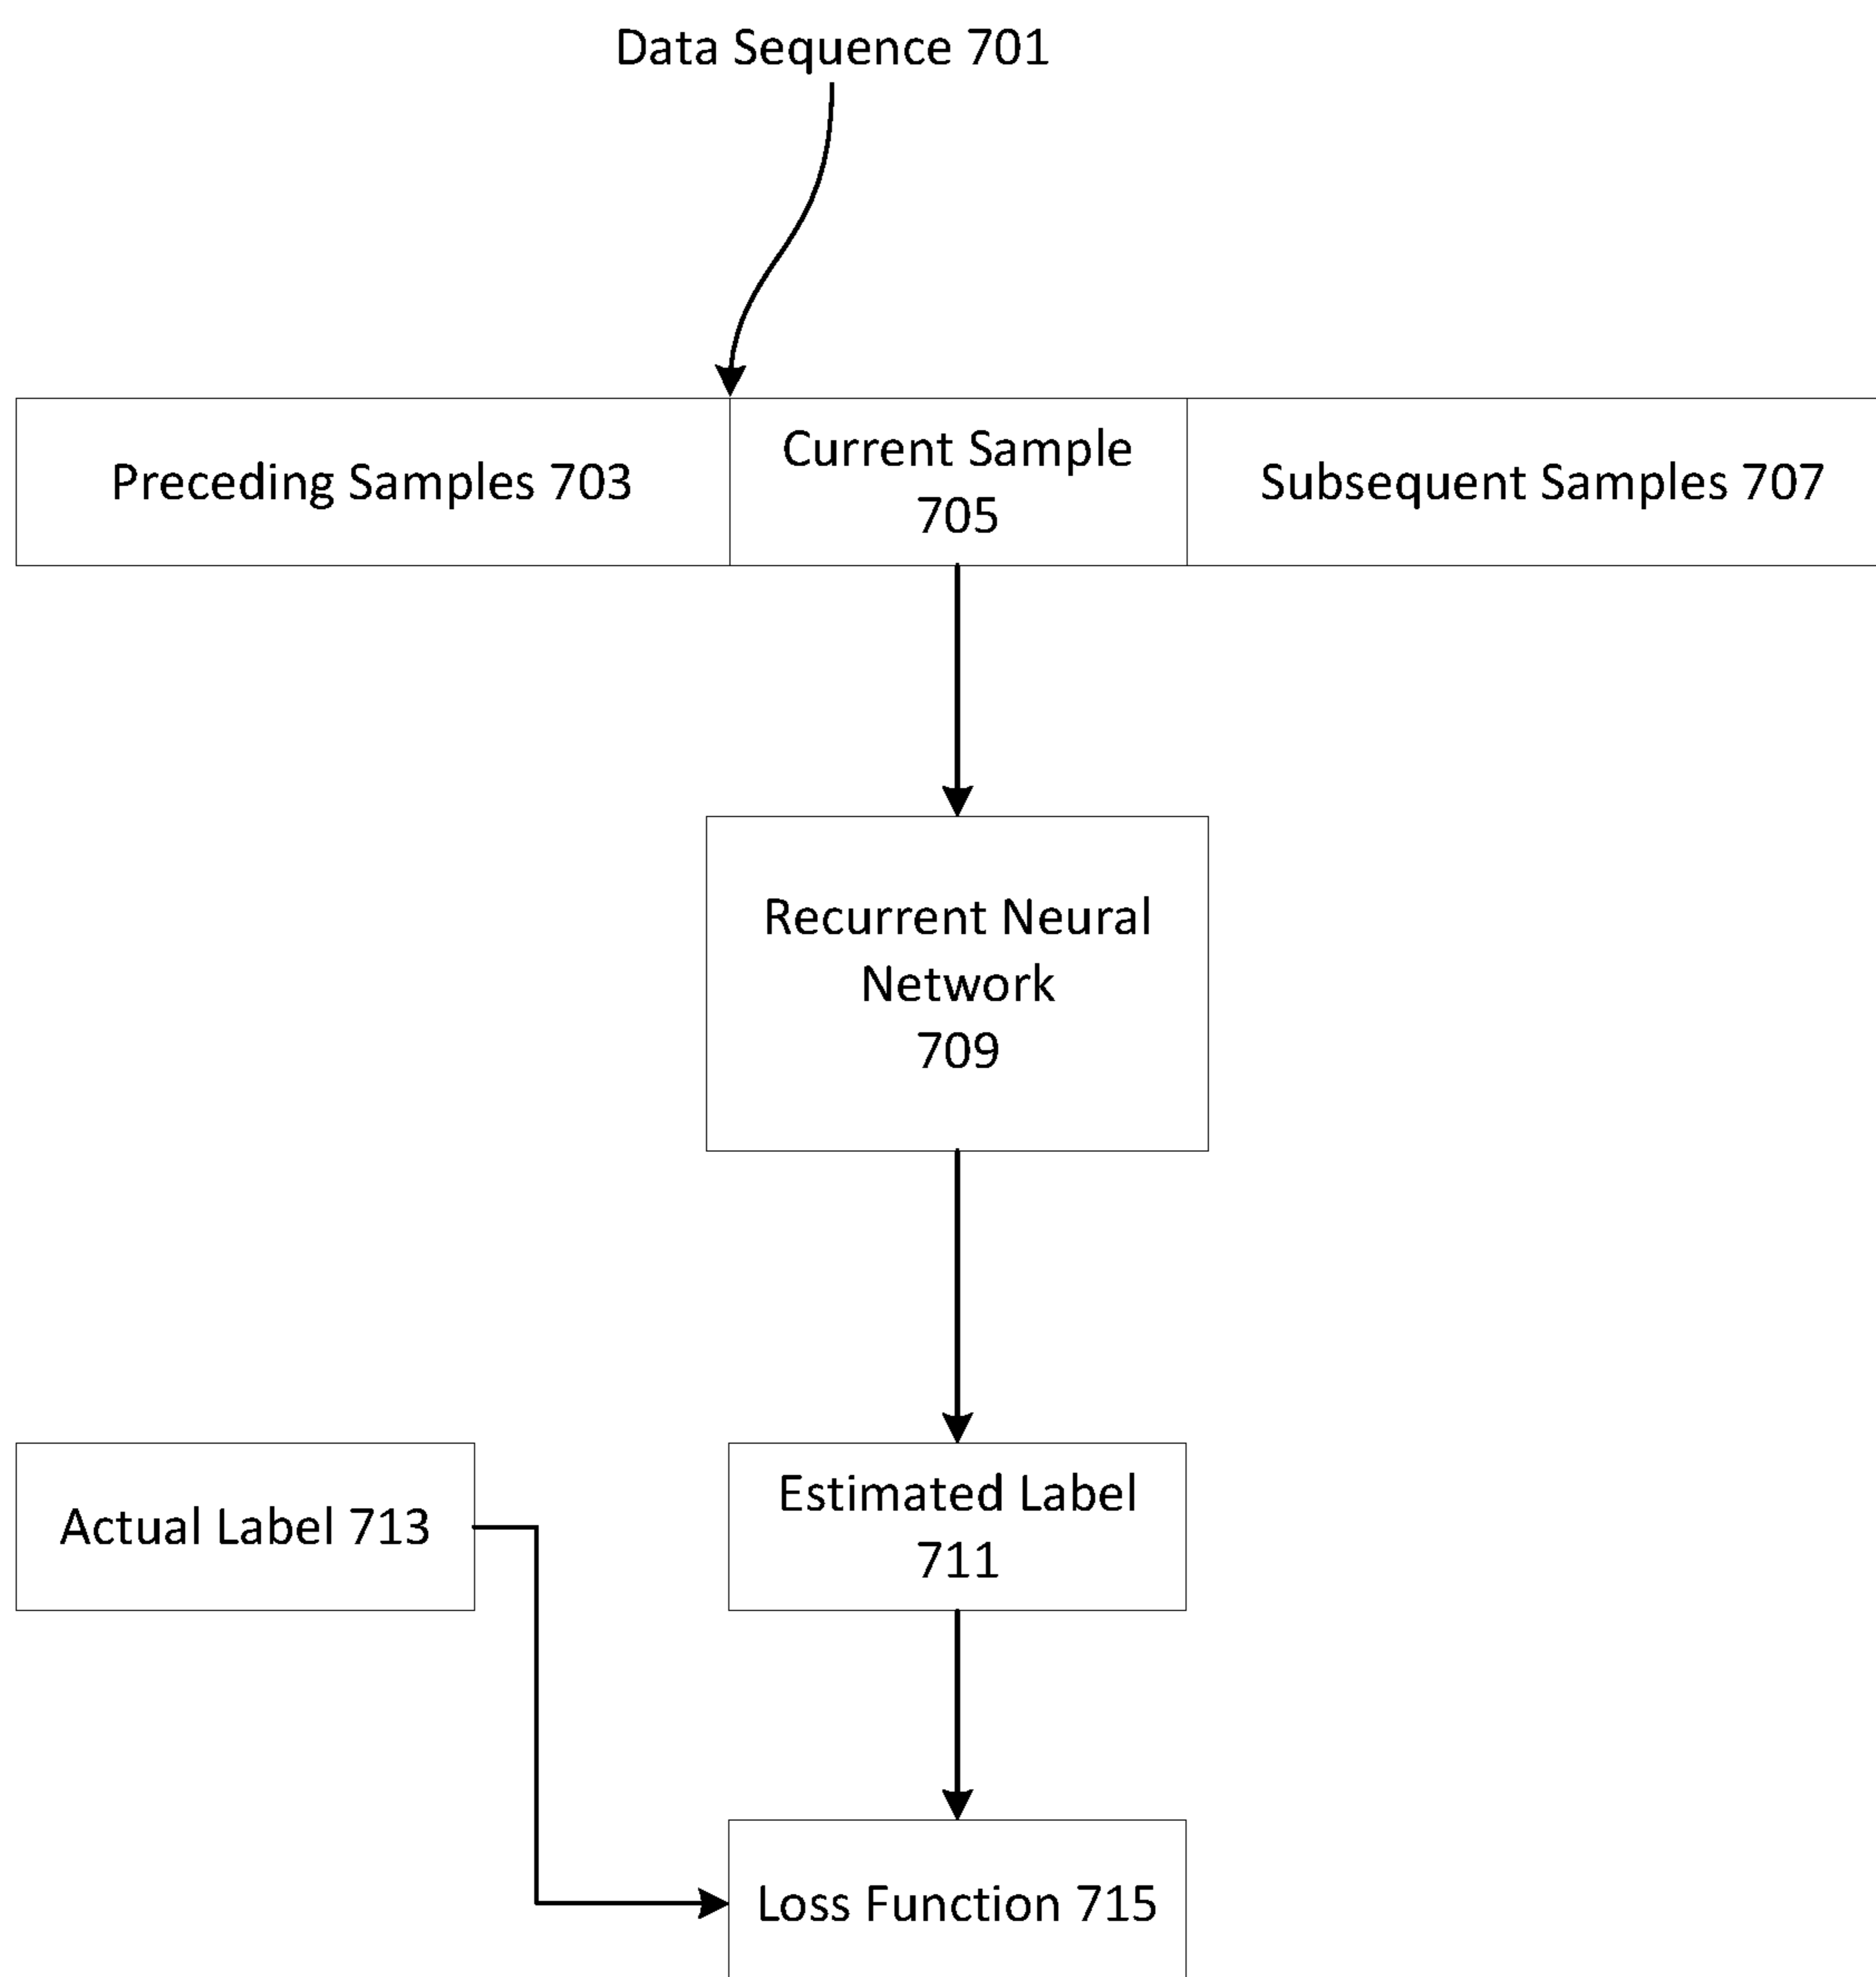 Data Sequence 701
Preceding Samples 703
Current Sample
705
Subsequent Samples 707
Recurrent Neural
Network
709
Actual Label 713
Estimated Label
711
Loss Function 715